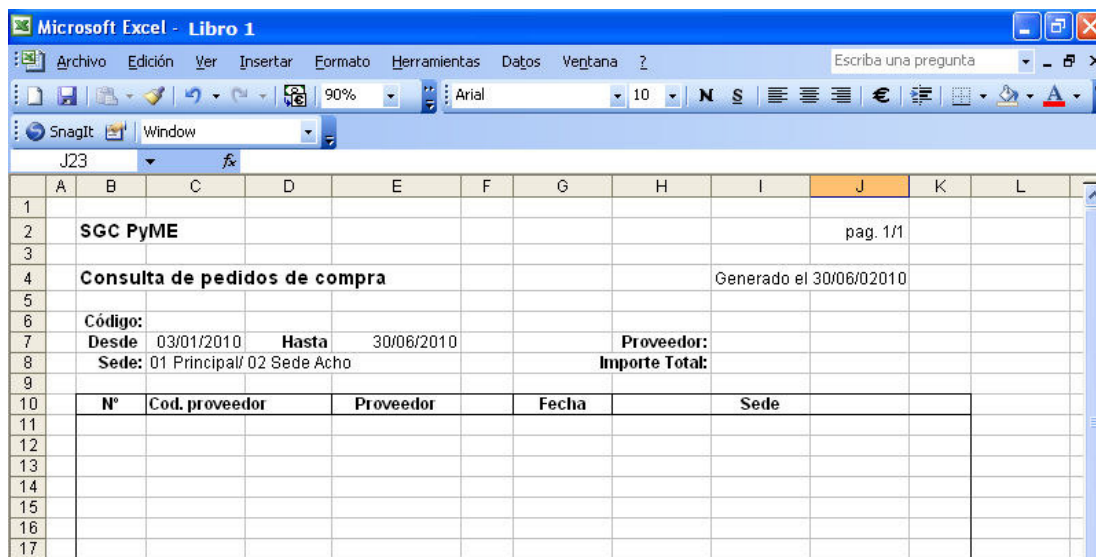 Microsoft Excel - Libro 1
Archivo Edición Ver Insertar Formato Herramientas Datos Ventana ? Escriba una pregunta
90% Arial 10 N S € A
SnagIt Window
J23 fx
A B C D E F G H I J K L
1
2 SGC PyME pag. 1/1
3
4 Consulta de pedidos de compra Generado el 30/06/02010
5
6 Código:
7 Desde 03/01/2010 Hasta 30/06/2010 Proveedor:
8 Sede: 01 Principal/ 02 Sede Acho Importe Total:
9
10 N° Cod. proveedor Proveedor Fecha Sede
11
12
13
14
15
16
17